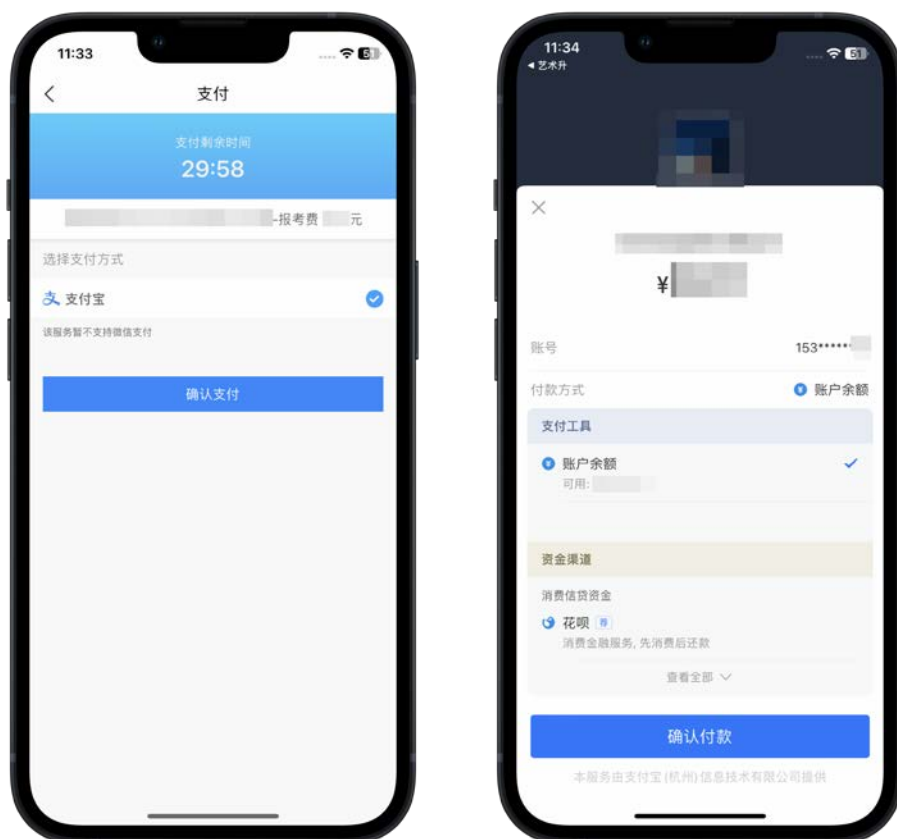 11:33
51
支付
支付剩余时间
29:58
-报考费
元
选择支付方式
支付宝
该服务暂不支持微信支付
确认支付
11:34
51
◀ 艺术升
¥
账号
153******
付款方式
账户余额
支付工具
账户余额
可用:
资金渠道
消费信贷资金
花呗 荐
消费金融服务, 先消费后还款
查看全部
确认付款
本服务由支付宝(杭州)信息技术有限公司提供